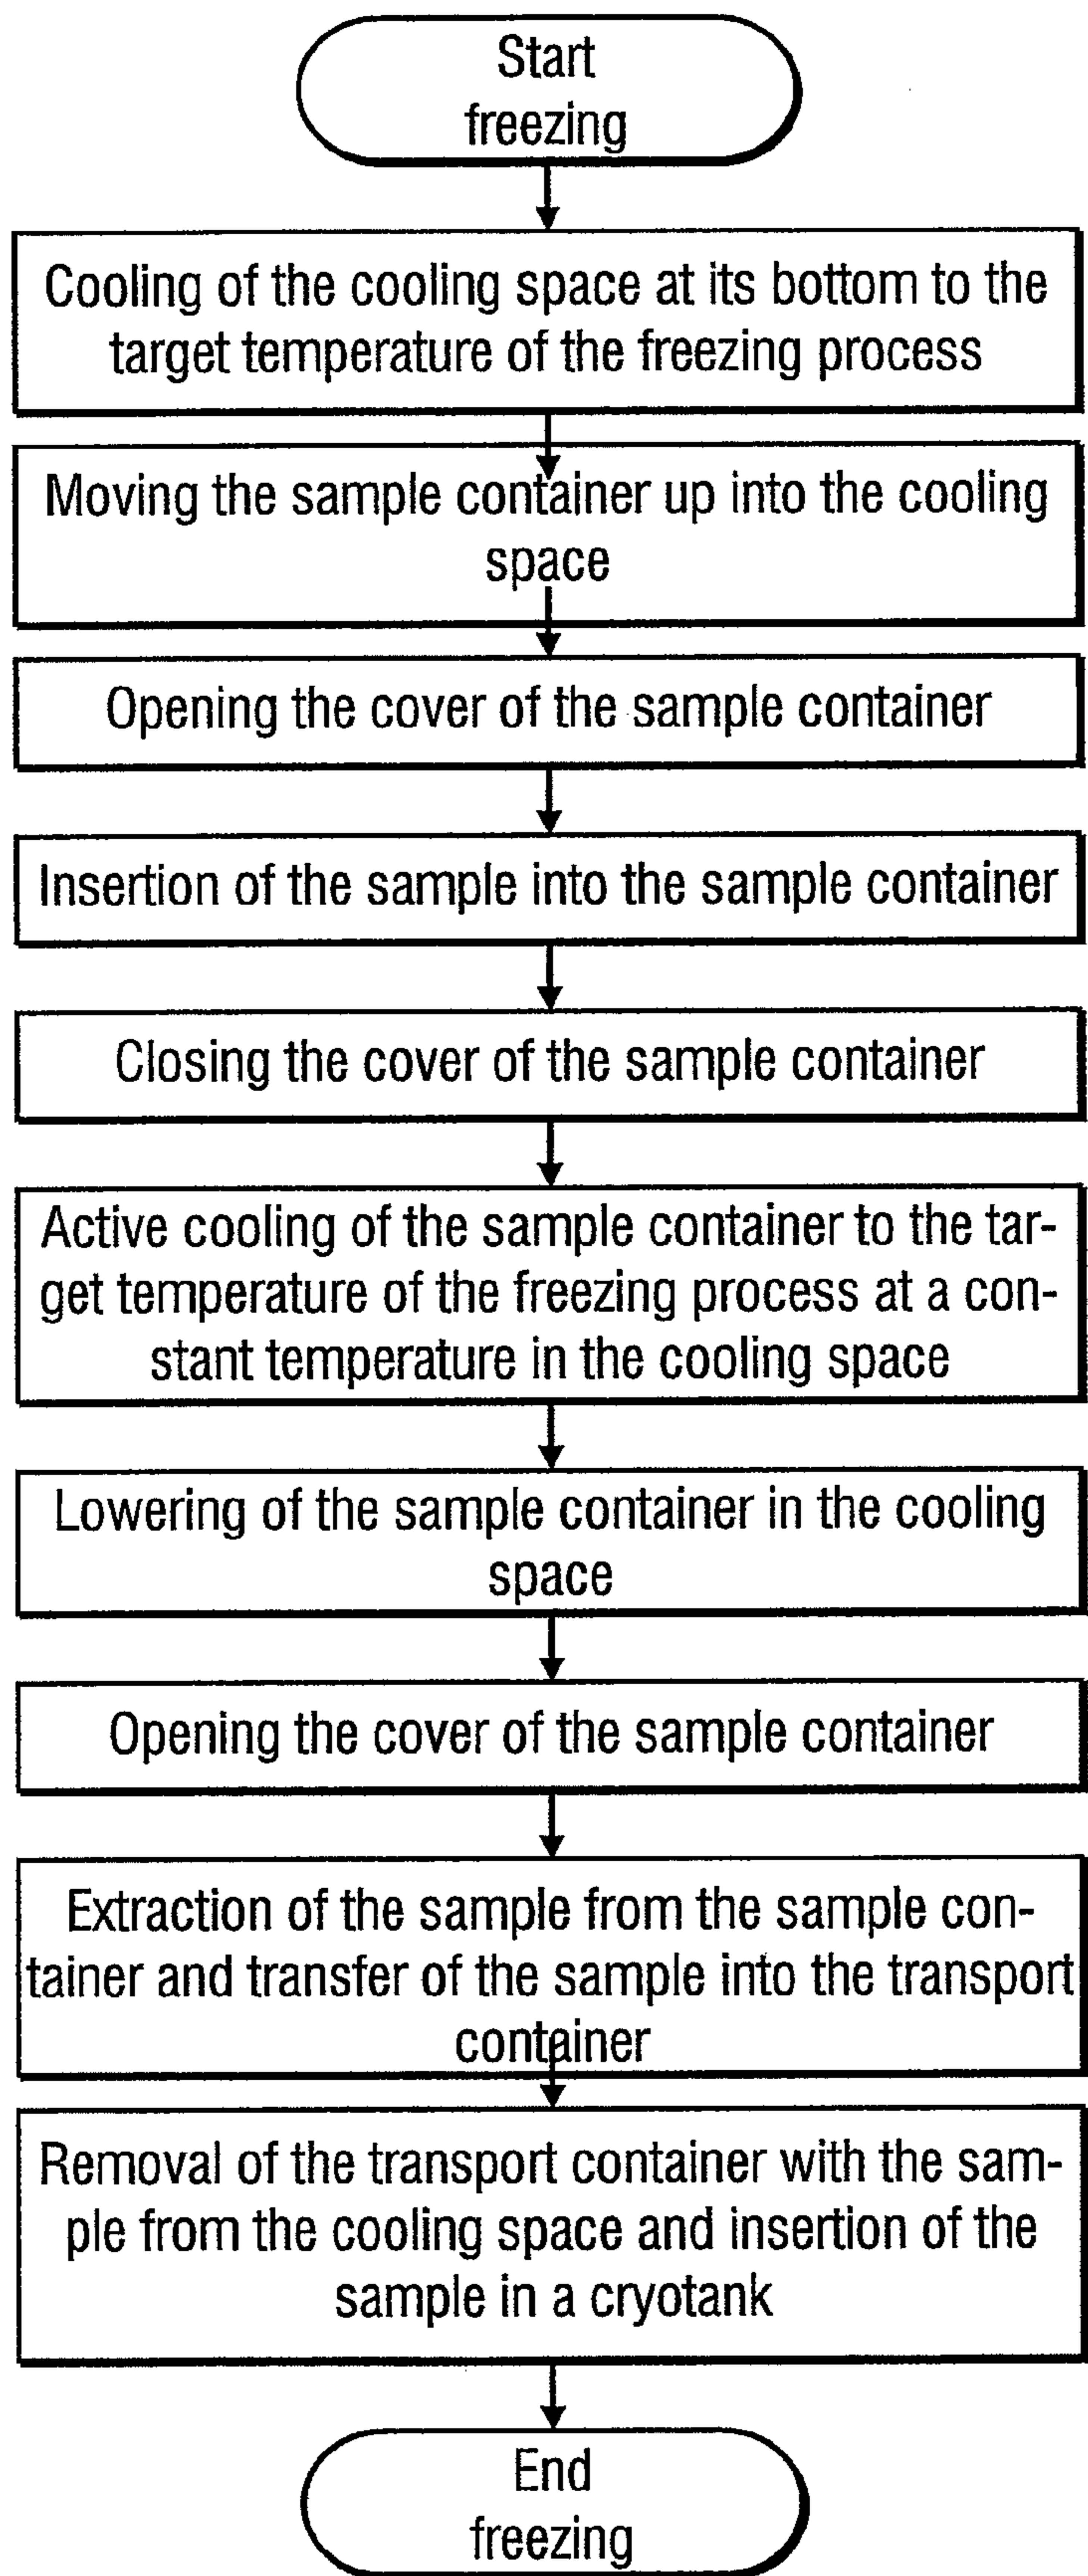 Start
freezing
Cooling of the cooling space at its bottom to the
target temperature of the freezing process
Moving the sample container up into the cooling
space
Opening the cover of the sample container
Insertion of the sample into the sample container
Closing the cover of the sample container
Active cooling of the sample container to the tar-
get temperature of the freezing process at a con-
stant temperature in the cooling space
Lowering of the sample container in the cooling
space
Opening the cover of the sample container
Extraction of the sample from the sample con-
tainer and transfer of the sample into the transport
container
Removal of the transport container with the sam-
ple from the cooling space and insertion of the
sample in a cryotank
End
freezing